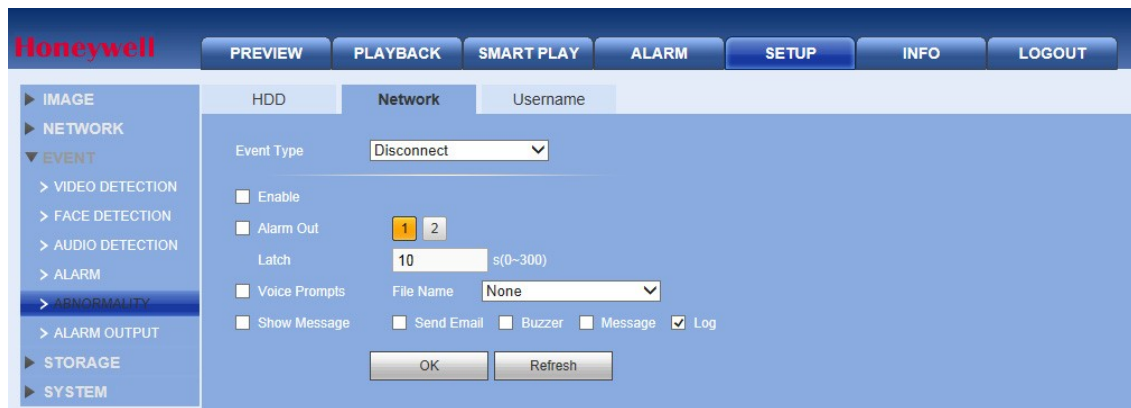 Honeywell
PREVIEW PLAYBACK SMART PLAY ALARM SETUP INFO LOGOUT
IMAGE
NETWORK
EVENT
> VIDEO DETECTION
> FACE DETECTION
> AUDIO DETECTION
> ALARM
> ABNORMALITY
> ALARM OUTPUT
STORAGE
SYSTEM
HDD Network Username
Event Type Disconnect
Enable
Alarm Out 1 2
Latch 10 s(0~300)
Voice Prompts File Name None
Show Message Send Email Buzzer Message Log
OK Refresh